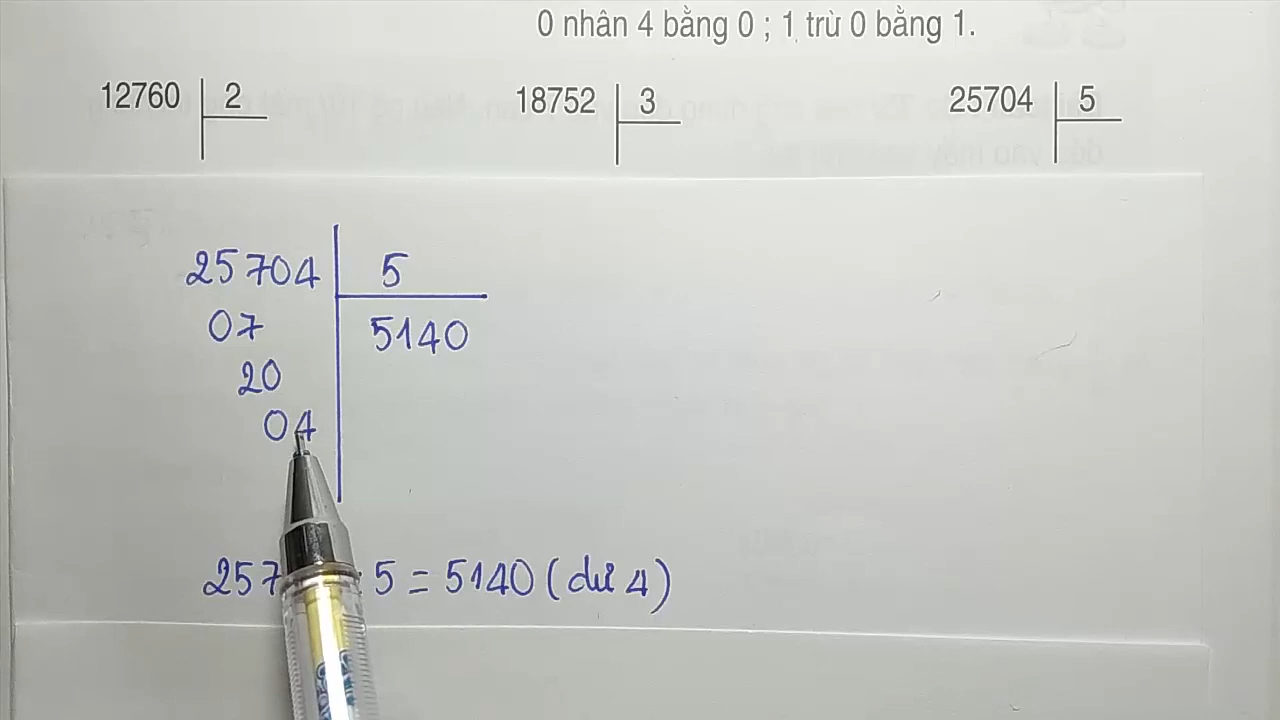 0 nhân 4 bằng 0 ; 1 trừ 0 bằng 1.
12760 2 18752 3 25704 5
25704 5
07 5140
20
04
257 5 = 5140 (dư 4)